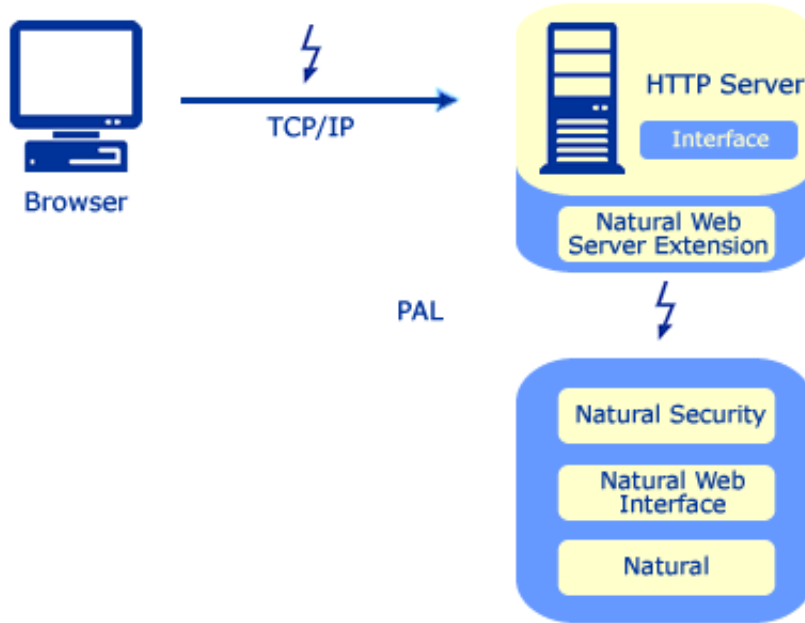 HTTP Server
TCP/IP
Interface
Browser
Natural Web
Server Extension
PAL
Natural Security
Natural Web
Interface
Natural